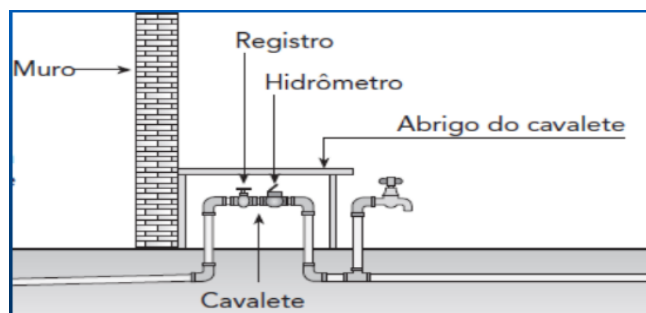 Registro
Muro
Hidrômetro
Abrigo do cavalete
Cavalete